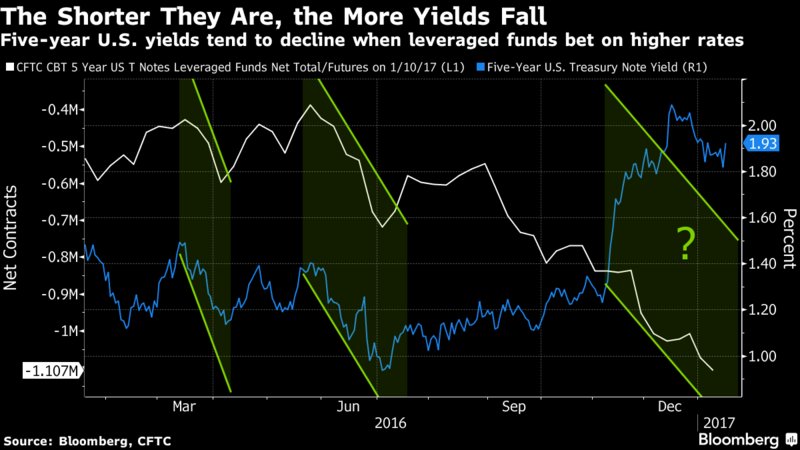 The Shorter They Are, the More Yields Fall
Five-year U.S. yields tend to decline when leveraged funds bet on higher rates
CFTC CBT 5 Year US T Notes Leveraged Funds Net Total/Futures on 1/10/17 (L1) Five-Year U.S. Treasury Note Yield (R1)
-0.4M
-0.5M
-0.6M
-0.7M
-0.8M
-0.9M
-1M
-1.107M
Net Contracts
?
2.00
1.93
1.80
1.60
1.40
1.20
1.00
Percent
Mar Jun Sep Dec
2016 2017
Source: Bloomberg, CFTC
Bloomberg